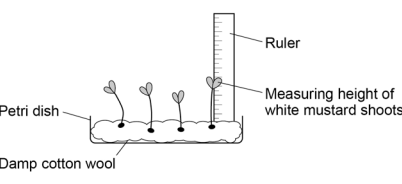 Ruler
Measuring height of
white mustard shoots
Petri dish
Damp cotton wool